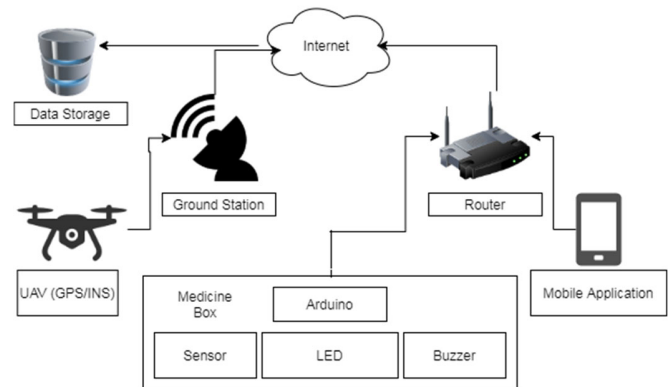 Internet
Data Storage
Ground Station
Router
UAV (GPS/INS)
Medicine
Box
Arduino
Mobile Application
Sensor
LED
Buzzer